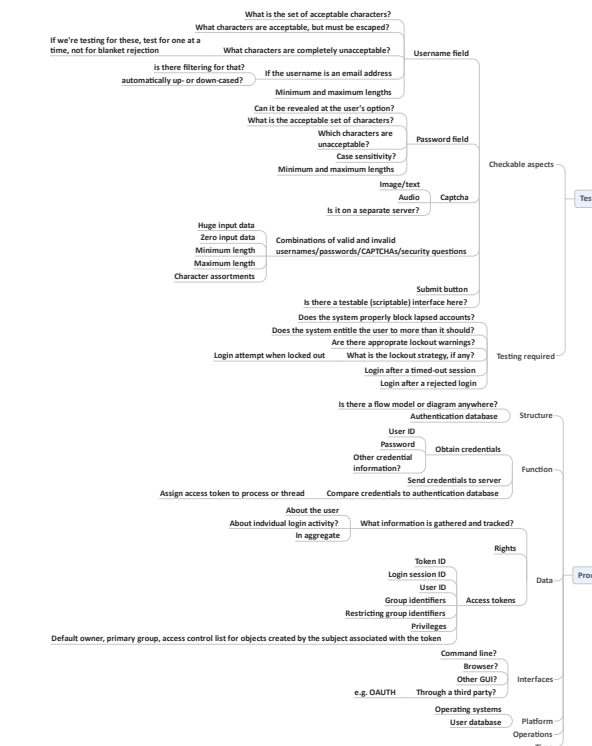 What is the set of acceptable characters?
What characters are acceptable, but must be escaped?
If we're testing for these, test for one at a
time, not for blanket rejection
What characters are completely unacceptable?
Username field
is there filtering for that?
automatically up- or down-cased?
If the username is an email address
Minimum and maximum lengths
Can it be revealed at the user's option?
What is the acceptable set of characters?
Which characters are
unacceptable?
Password field
Case sensitivity?
Minimum and maximum lengths
Checkable aspects
Image/text
Audio
Captcha
Is it on a separate server?
Tes
Huge input data
Zero input data
Minimum length
Maximum length
Character assortments
Combinations of valid and invalid
usernames/passwords/CAPTCHAs/security questions
Submit button
Is there a testable (scriptable) interface here?
Does the system properly block lapsed accounts?
Does the system entitle the user to more than it should?
Are there approprate lockout warnings?
Login attempt when locked out
What is the lockout strategy, if any?
Testing required
Login after a timed-out session
Login after a rejected login
Is there a flow model or diagram anywhere?
Authentication database
Structure
User ID
Password
Other credential
information?
Obtain credentials
Function
Send credentials to server
Assign access token to process or thread
Compare credentials to authentication database
About the user
About indvidual login activity?
In aggregate
What information is gathered and tracked?
Rights
Data
Proc
Token ID
Login session ID
User ID
Group identifiers
Access tokens
Restricting group identifiers
Privileges
Default owner, primary group, access control list for objects created by the subject associated with the token
Command line?
Browser?
Other GUI?
Interfaces
e.g. OAUTH
Through a third party?
Operating systems
User database
Platform
Operations